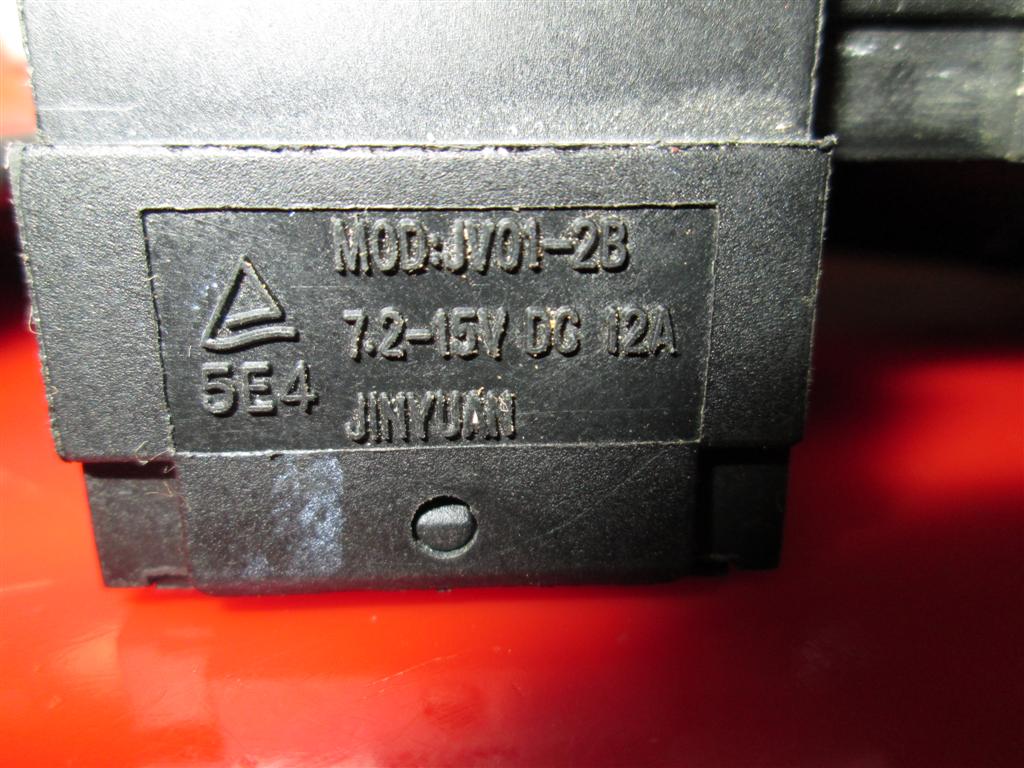 MOD:JV01-2B
7.2-15V DC 12A
5E4
JINYUAN